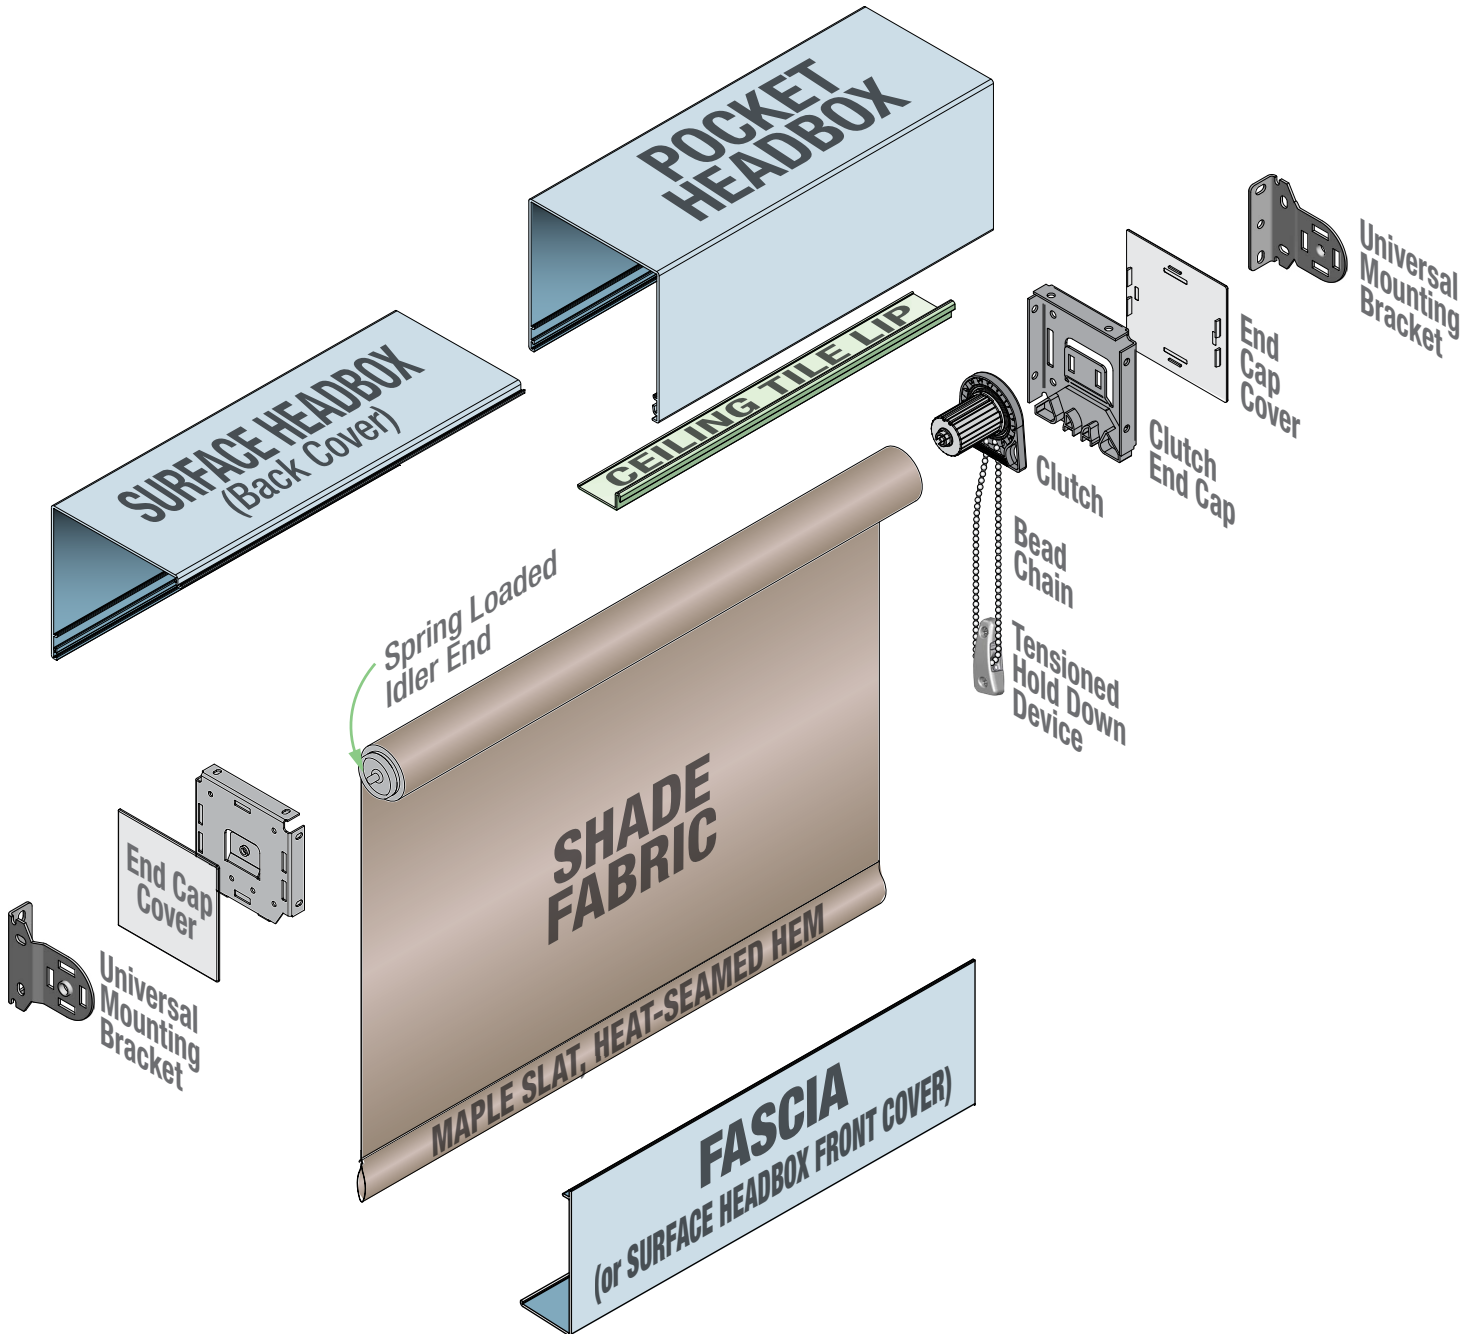 POCKET
HEADBOX
Universal
Mounting
Bracket
End
Cap
Cover
CEILING TILE LIP
SURFACE HEADBOX
(Back Cover)
Clutch
End Cap
Clutch
Bead
Chain
Spring Loaded
Idler End
Tensioned
Hold Down
Device
SHADE
FABRIC
End Cap
Cover
MAPLE SLAT, HEAT-SEAMED HEM
Universal
Mounting
Bracket
FASCIA
(or SURFACE HEADBOX FRONT COVER)